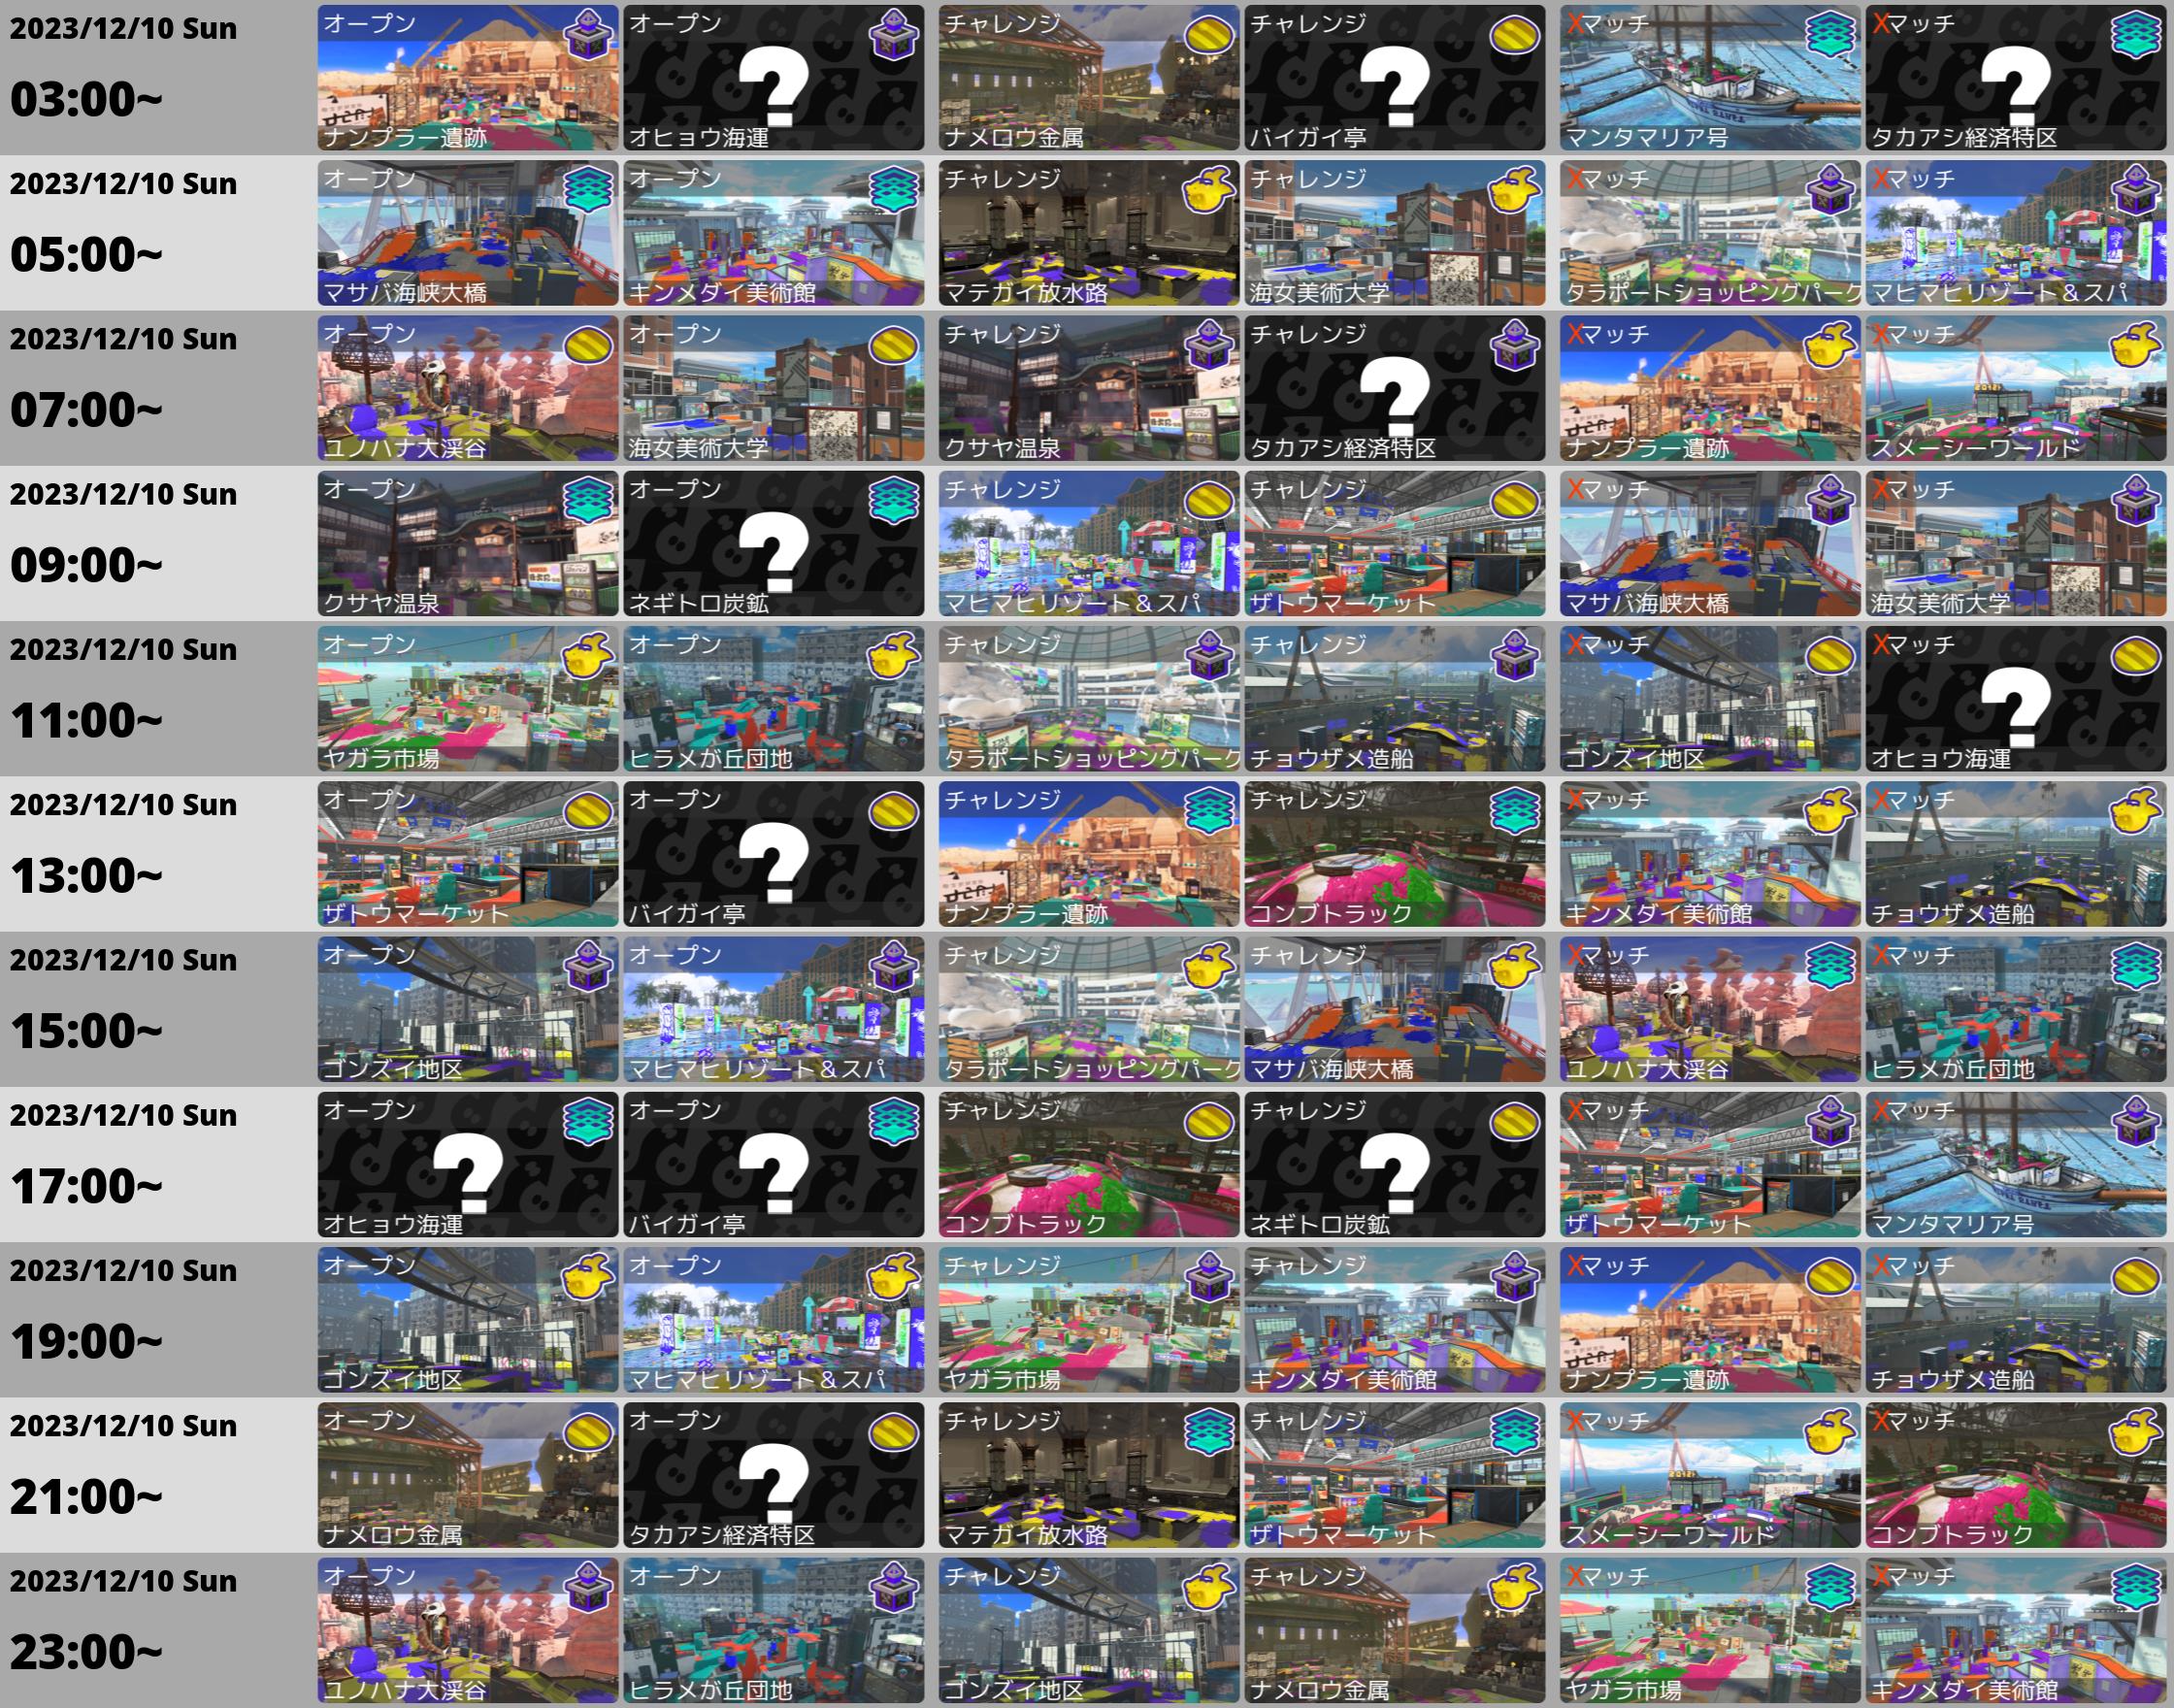 2023/12/10 Sun
03:00~
オープン
ナンプラー遺跡
オープン
オヒョウ海運
チャレンジ
ナメロウ金属
チャレンジ
バイガイ亭
Xマッチ
マンタマリア号
Xマッチ
タカアシ経済特区
2023/12/10 Sun
05:00~
オープン
マサバ海峡大橋
オープン
キンメダイ美術館
チャレンジ
マテガイ放水路
チャレンジ
海女美術大学
Xマッチ
タラポートショッピングパーク
Xマッチ
マヒマヒリゾート＆スパ
2023/12/10 Sun
07:00~
オープン
ユノハナ大渓谷
オープン
海女美術大学
チャレンジ
クサヤ温泉
チャレンジ
タカアシ経済特区
Xマッチ
ナンプラー遺跡
Xマッチ
スメーシーワールド
2023/12/10 Sun
09:00~
オープン
クサヤ温泉
オープン
ネギトロ炭鉱
チャレンジ
マヒマヒリゾート＆スパ
チャレンジ
ザトウマーケット
Xマッチ
マサバ海峡大橋
Xマッチ
海女美術大学
2023/12/10 Sun
11:00~
オープン
ヤガラ市場
オープン
ヒラメが丘団地
チャレンジ
タラポートショッピングパーク
チャレンジ
チョウザメ造船
Xマッチ
ゴンズイ地区
Xマッチ
オヒョウ海運
2023/12/10 Sun
13:00~
オープン
ザトウマーケット
オープン
バイガイ亭
チャレンジ
ナンプラー遺跡
チャレンジ
コンブトラック
Xマッチ
キンメダイ美術館
Xマッチ
チョウザメ造船
2023/12/10 Sun
15:00~
オープン
ゴンズイ地区
オープン
マヒマヒリゾート＆スパ
チャレンジ
タラポートショッピングパーク
チャレンジ
マサバ海峡大橋
Xマッチ
ユノハナ大渓谷
Xマッチ
ヒラメが丘団地
2023/12/10 Sun
17:00~
オープン
オヒョウ海運
オープン
バイガイ亭
チャレンジ
コンブトラック
チャレンジ
ネギトロ炭鉱
Xマッチ
ザトウマーケット
Xマッチ
マンタマリア号
2023/12/10 Sun
19:00~
オープン
ゴンズイ地区
オープン
マヒマヒリゾート＆スパ
チャレンジ
ヤガラ市場
チャレンジ
キンメダイ美術館
Xマッチ
ナンプラー遺跡
Xマッチ
チョウザメ造船
2023/12/10 Sun
21:00~
オープン
ナメロウ金属
オープン
タカアシ経済特区
チャレンジ
マテガイ放水路
チャレンジ
ザトウマーケット
Xマッチ
スメーシーワールド
Xマッチ
コンブトラック
2023/12/10 Sun
23:00~
オープン
ユノハナ大渓谷
オープン
ヒラメが丘団地
チャレンジ
ゴンズイ地区
チャレンジ
ナメロウ金属
Xマッチ
ヤガラ市場
Xマッチ
キンメダイ美術館